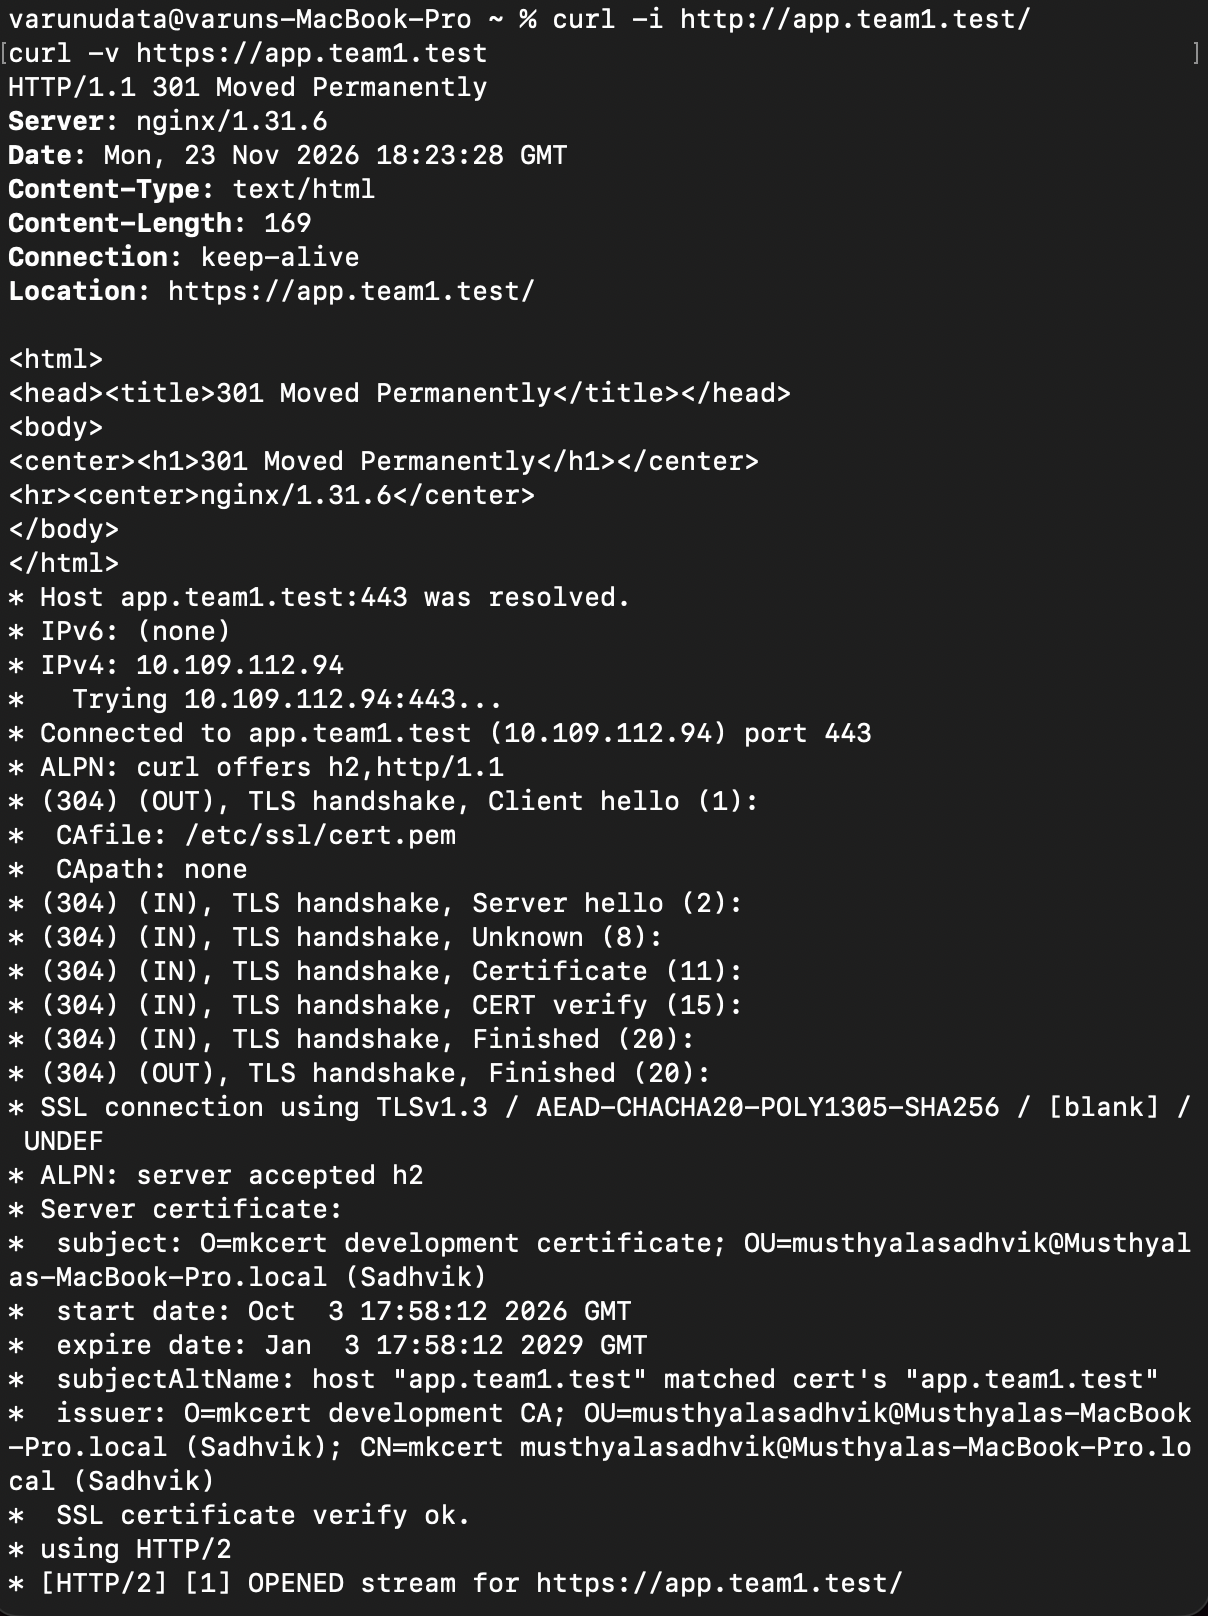 varunudata@varuns-MacBook-Pro ~ % curl -i http://app.team1.test/
[curl -v https://app.team1.test ]
HTTP/1.1 301 Moved Permanently
Server: nginx/1.31.6
Date: Mon, 23 Nov 2026 18:23:28 GMT
Content-Type: text/html
Content-Length: 169
Connection: keep-alive
Location: https://app.team1.test/

<html>
<head><title>301 Moved Permanently</title></head>
<body>
<center><h1>301 Moved Permanently</h1></center>
<hr><center>nginx/1.31.6</center>
</body>
</html>
* Host app.team1.test:443 was resolved.
* IPv6: (none)
* IPv4: 10.109.112.94
*   Trying 10.109.112.94:443...
* Connected to app.team1.test (10.109.112.94) port 443
* ALPN: curl offers h2,http/1.1
* (304) (OUT), TLS handshake, Client hello (1):
*  CAfile: /etc/ssl/cert.pem
*  CApath: none
* (304) (IN), TLS handshake, Server hello (2):
* (304) (IN), TLS handshake, Unknown (8):
* (304) (IN), TLS handshake, Certificate (11):
* (304) (IN), TLS handshake, CERT verify (15):
* (304) (IN), TLS handshake, Finished (20):
* (304) (OUT), TLS handshake, Finished (20):
* SSL connection using TLSv1.3 / AEAD-CHACHA20-POLY1305-SHA256 / [blank] /
 UNDEF
* ALPN: server accepted h2
* Server certificate:
*  subject: O=mkcert development certificate; OU=musthyalasadhvik@Musthyal
as-MacBook-Pro.local (Sadhvik)
*  start date: Oct  3 17:58:12 2026 GMT
*  expire date: Jan  3 17:58:12 2029 GMT
*  subjectAltName: host "app.team1.test" matched cert's "app.team1.test"
*  issuer: O=mkcert development CA; OU=musthyalasadhvik@Musthyalas-MacBook
-Pro.local (Sadhvik); CN=mkcert musthyalasadhvik@Musthyalas-MacBook-Pro.lo
cal (Sadhvik)
*  SSL certificate verify ok.
* using HTTP/2
* [HTTP/2] [1] OPENED stream for https://app.team1.test/